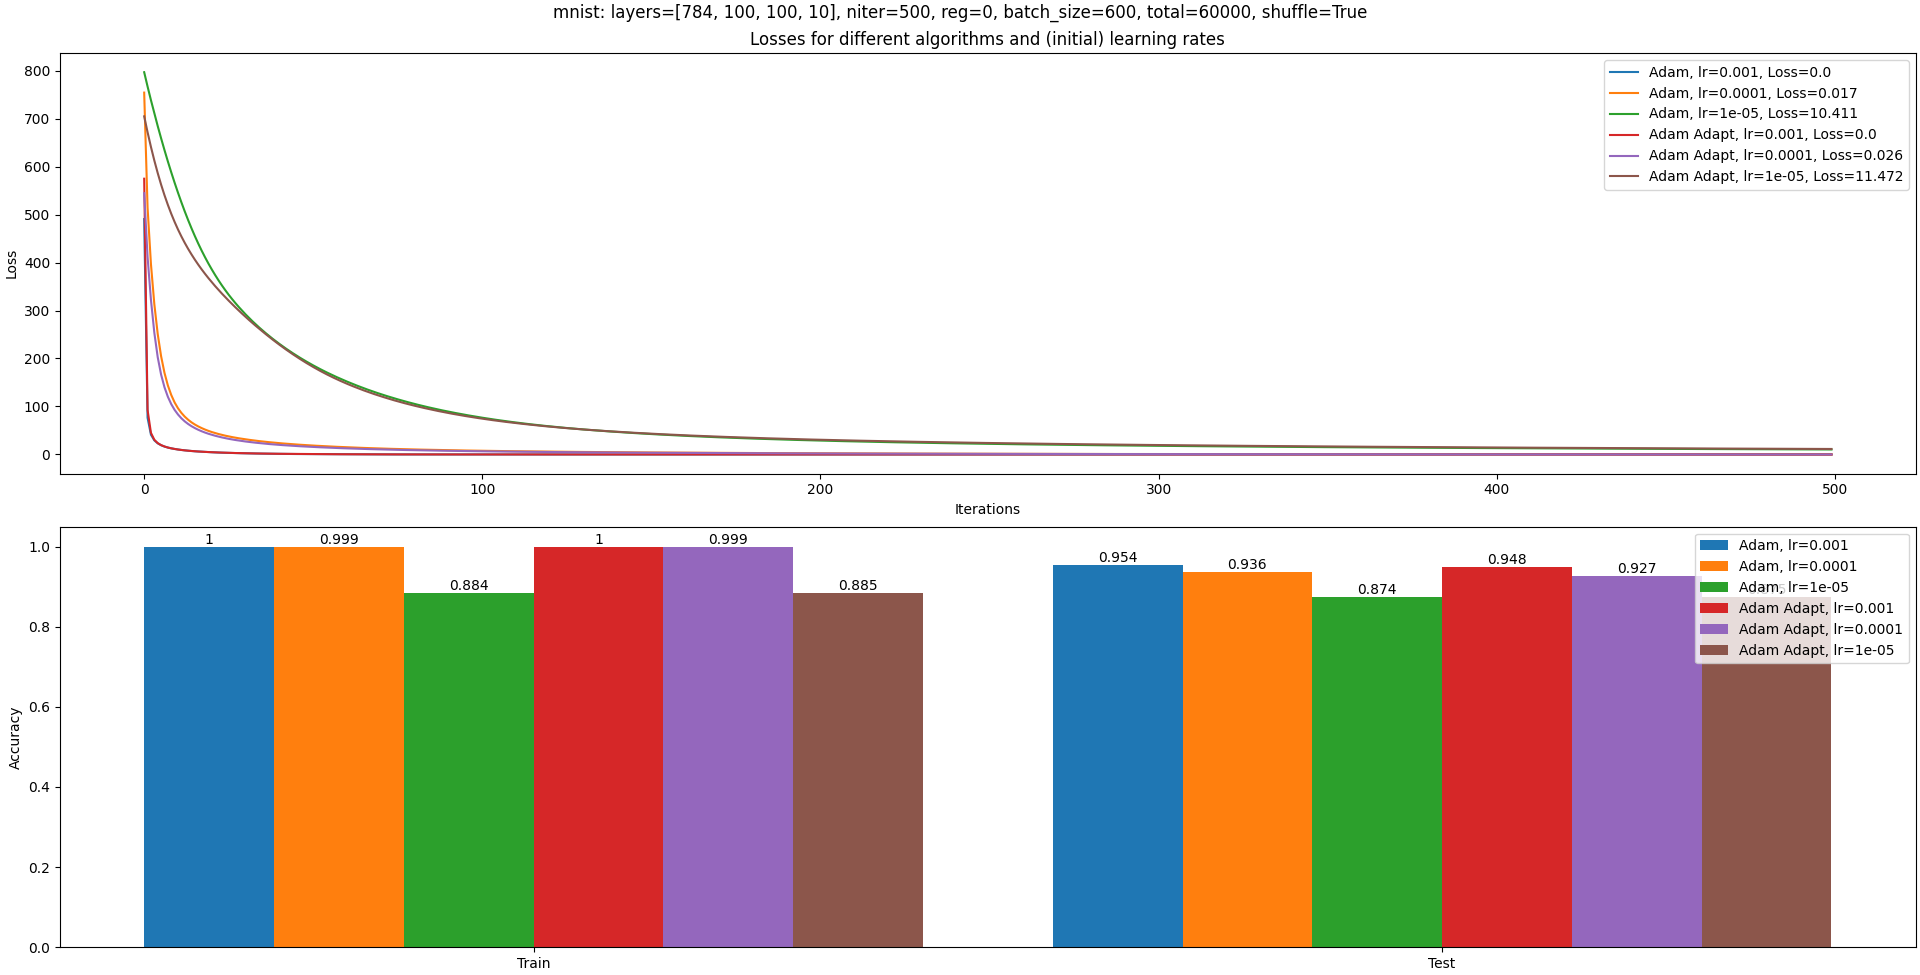 mnist: layers=[784, 100, 100, 10], niter=500, reg=0, batch_size=600, total=60000, shuffle=True
Losses for different algorithms and (initial) learning rates
800
700
600
500
400
300
200
100
0
Loss
Adam, lr=0.001, Loss=0.0
Adam, lr=0.0001, Loss=0.017
Adam, lr=1e-05, Loss=10.411
Adam Adapt, lr=0.001, Loss=0.0
Adam Adapt, lr=0.0001, Loss=0.026
Adam Adapt, lr=1e-05, Loss=11.472
0 100 200 300 400 500
Iterations
1.0
0.8
0.6
0.4
0.2
0.0
Accuracy
1 0.999 0.884 1 0.999 0.885
0.954 0.936 0.874 0.948 0.927
Adam, lr=0.001
Adam, lr=0.0001
Adam, lr=1e-05
Adam Adapt, lr=0.001
Adam Adapt, lr=0.0001
Adam Adapt, lr=1e-05
Train Test